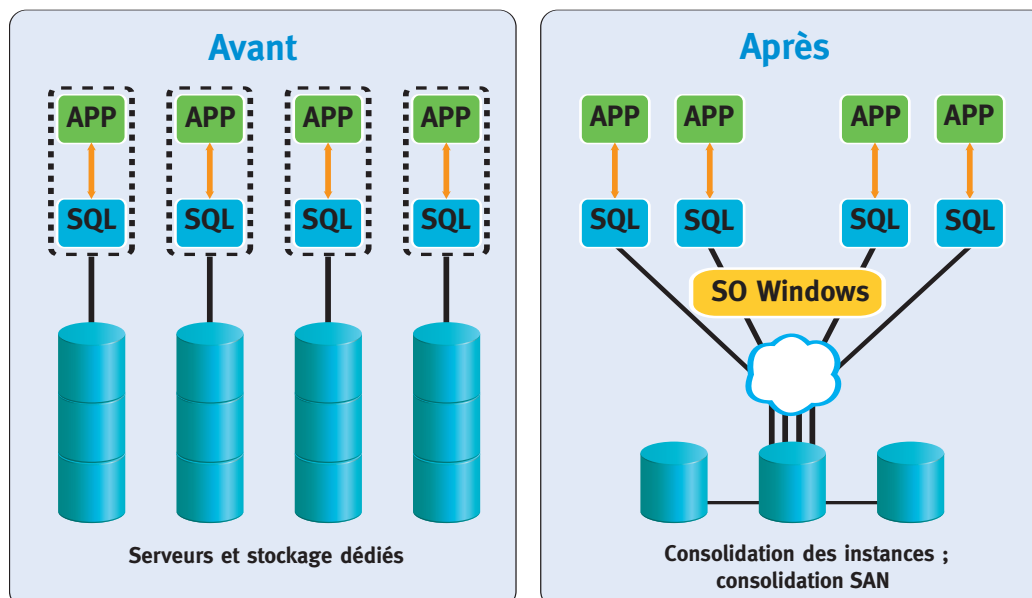 Avant
APP APP APP APP
SQL SQL SQL SQL
Serveurs et stockage dédiés
Après
APP APP APP APP
SQL SQL SQL SQL
SO Windows
Consolidation des instances ;
consolidation SAN